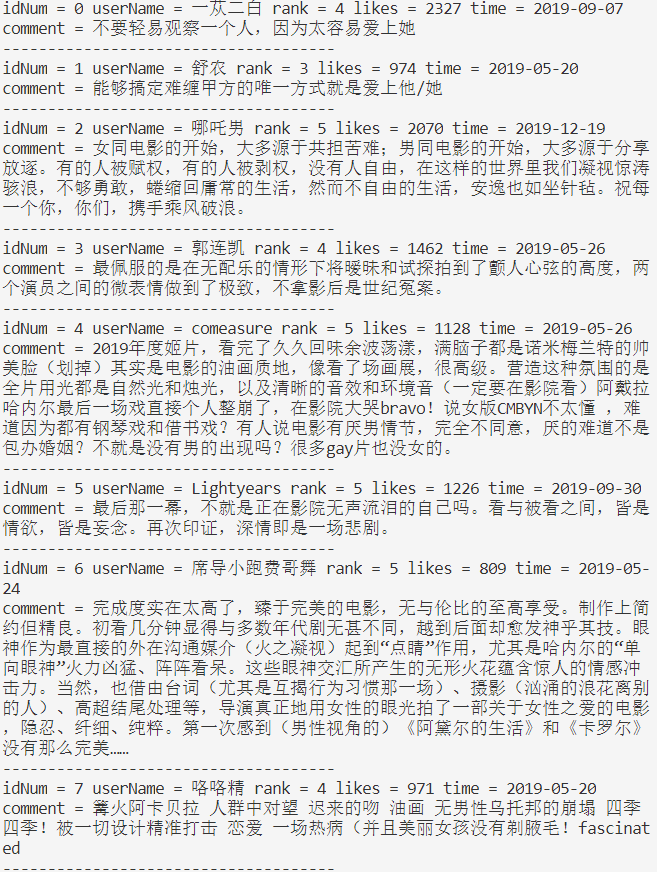 idNum = 0 userName = 一苂二白 rank = 4 likes = 2327 time = 2019-09-07
comment = 不要轻易观察一个人，因为太容易爱上她
------------------------------------
idNum = 1 userName = 舒农 rank = 3 likes = 974 time = 2019-05-20
comment = 能够搞定难缠甲方的唯一方式就是爱上他/她
------------------------------------
idNum = 2 userName = 哪吒男 rank = 5 likes = 2070 time = 2019-12-19
comment = 女同电影的开始，大多源于共担苦难；男同电影的开始，大多源于分享
放逐。有的人被赋权，有的人被剥权，没有人自由，在这样的世界里我们凝视惊涛
骇浪，不够勇敢，蜷缩回庸常的生活，然而不自由的生活，安逸也如坐针毡。祝每
一个你，你们，携手乘风破浪。
------------------------------------
idNum = 3 userName = 郭连凯 rank = 4 likes = 1462 time = 2019-05-26
comment = 最佩服的是在无配乐的情形下将暧昧和试探拍到了颤人心弦的高度，两
个演员之间的微表情做到了极致，不拿影后是世纪冤案。
------------------------------------
idNum = 4 userName = comeasure rank = 5 likes = 1128 time = 2019-05-26
comment = 2019年度姬片，看完了久久回味余波荡漾，满脑子都是诺米梅兰特的帅
美脸（划掉）其实是电影的油画质地，像看了场画展，很高级。营造这种氛围的是
全片用光都是自然光和烛光，以及清晰的音效和环境音（一定要在影院看）阿戴拉
哈内尔最后一场戏直接个人整崩了，在影院大哭bravo！说女版CMBYN不太懂 ，难
道因为都有钢琴戏和借书戏？有人说电影有厌男情节，完全不同意，厌的难道不是
包办婚姻？不就是没有男的出现吗？很多gay片也没女的。
------------------------------------
idNum = 5 userName = Lightyears rank = 5 likes = 1226 time = 2019-09-30
comment = 最后那一幕，不就是正在影院无声流泪的自己吗。看与被看之间，皆是
情欲，皆是妄念。再次印证，深情即是一场悲剧。
------------------------------------
idNum = 6 userName = 席导小跑费哥舞 rank = 5 likes = 809 time = 2019-05-
24
comment = 完成度实在太高了，臻于完美的电影，无与伦比的至高享受。制作上简
约但精良。初看几分钟显得与多数年代剧无甚不同，越到后面却愈发神乎其技。眼
神作为最直接的外在沟通媒介（火之凝视）起到“点睛”作用，尤其是哈内尔的“单
向眼神”火力凶猛、阵阵看呆。这些眼神交汇所产生的无形火花蕴含惊人的情感冲
击力。当然，也借由台词（尤其是互揭行为习惯那一场）、摄影（汹涌的浪花离别
的人）、高超结尾处理等，导演真正地用女性的眼光拍了一部关于女性之爱的电影
，隐忍、纤细、纯粹。第一次感到（男性视角的）《阿黛尔的生活》和《卡罗尔》
没有那么完美……
------------------------------------
idNum = 7 userName = 咯咯精 rank = 4 likes = 971 time = 2019-05-20
comment = 篝火阿卡贝拉 人群中对望 迟来的吻 油画 无男性乌托邦的崩塌 四季
四季！被一切设计精准打击 恋爱 一场热病（并且美丽女孩没有剃腋毛！fascinat
ed
------------------------------------